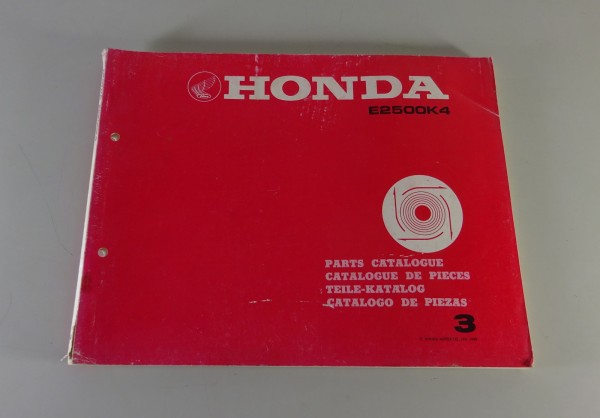 HONDA
E2500K4
PARTS CATALOGUE
CATALOGUE DE PIECES
TEILE-KATALOG
CATALOGO DE PIEZAS
3